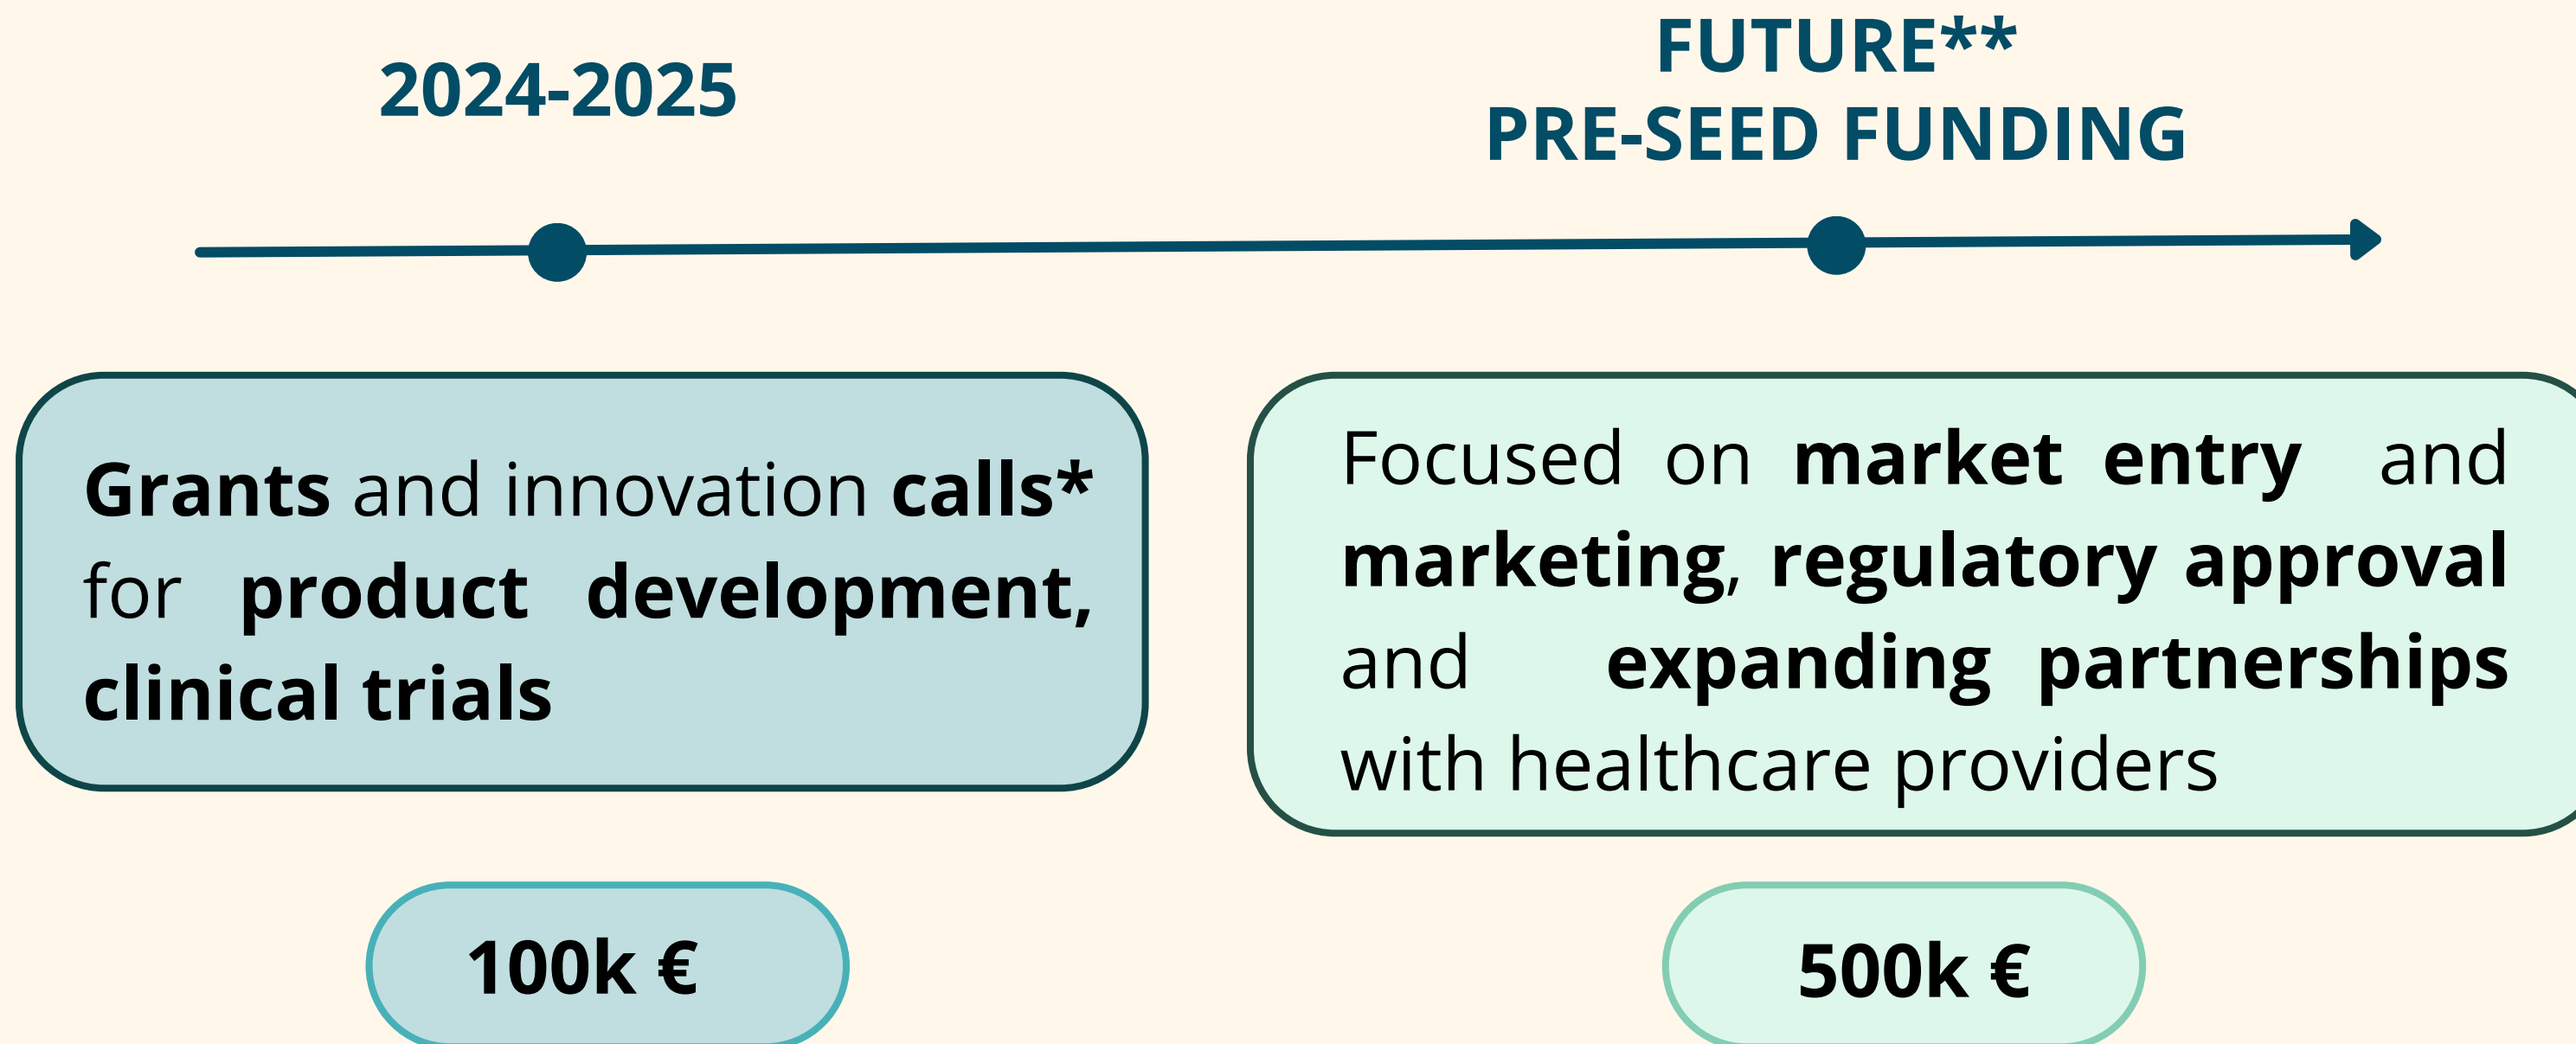 2024-2025
FUTURE**
PRE-SEED FUNDING
Grants and innovation calls*
for product development,
clinical trials
Focused on market entry and
marketing, regulatory approval
and expanding partnerships
with healthcare providers
100k €
500k €